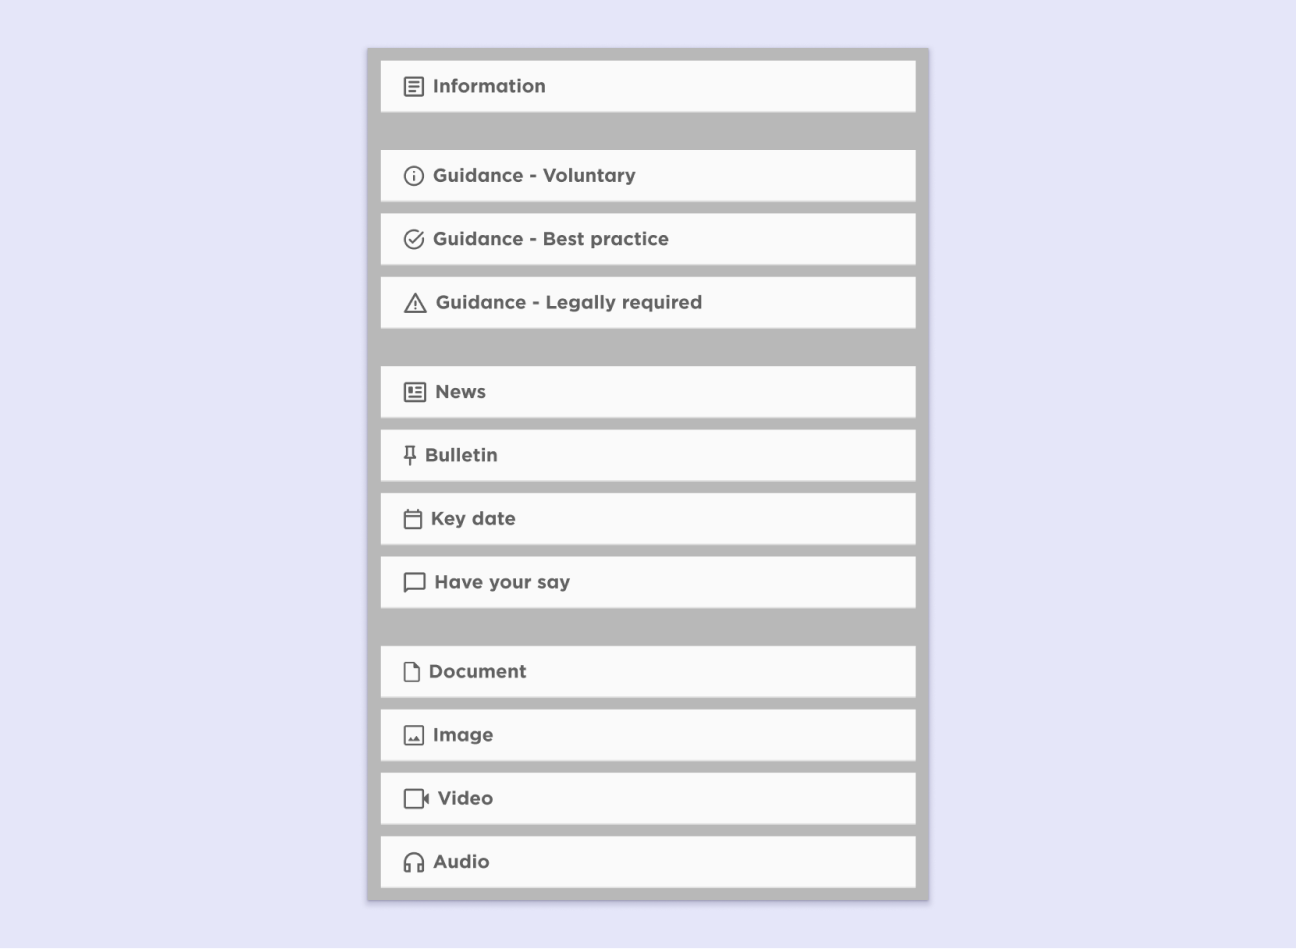 Information
Guidance - Voluntary
Guidance - Best practice
Guidance - Legally required
News
Bulletin
Key date
Have your say
Document
Image
Video
Audio